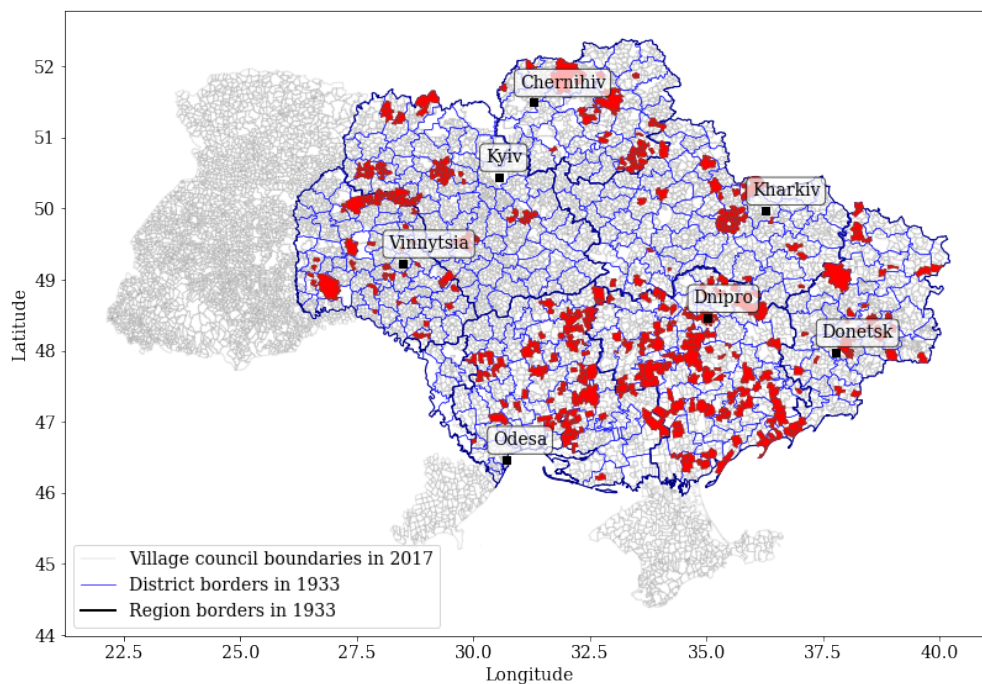 52
51
50
49
48
47
46
45
44
Latitude
Chernihiv
Kyiv
Kharkiv
Vinnytsia
Dnipro
Donetsk
Odesa
Village council boundaries in 2017
District borders in 1933
Region borders in 1933
22.5 25.0 27.5 30.0 32.5 35.0 37.5 40.0
Longitude